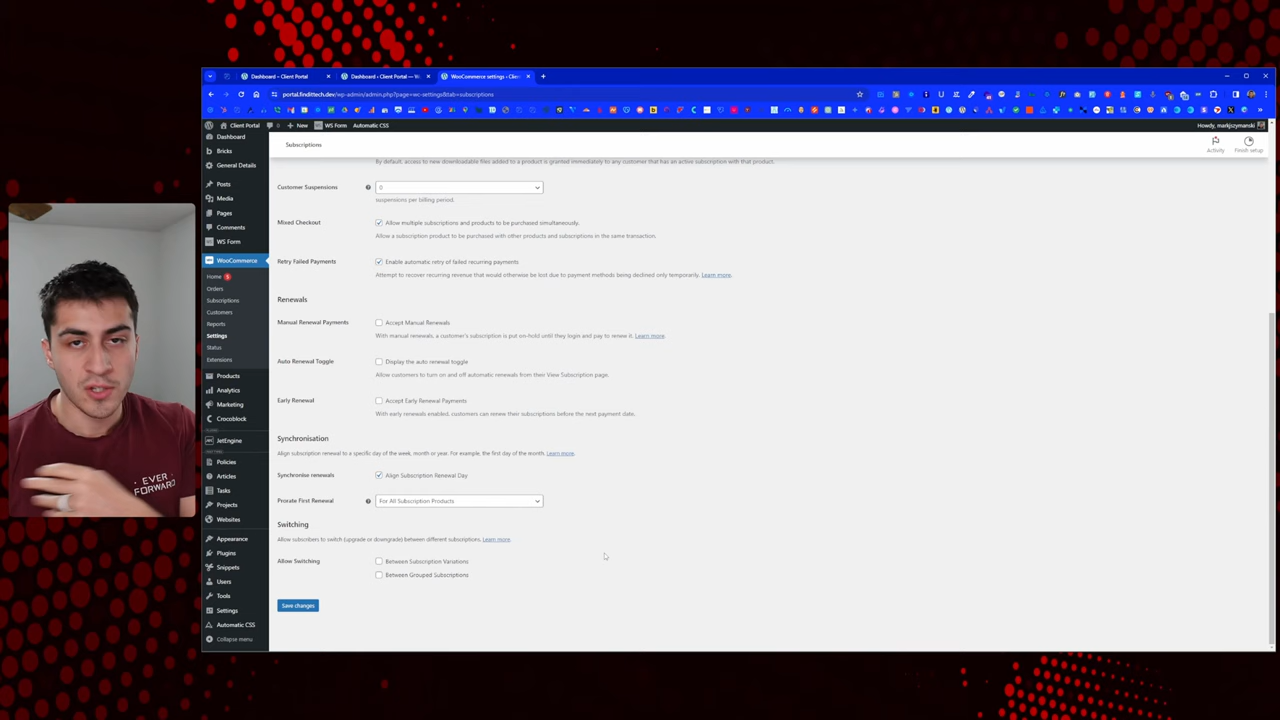 Dashboard – Client Portal
Dashboard ‹ Client Portal — W
WooCommerce settings ‹ Clien
portal.findittech.dev/wp-admin/admin.php?page=wc-settings&tab=subscriptions
Client Portal
0
New
WS Form
Automatic CSS
Howdy, markjszymanski
Dashboard
Bricks
General Details
Posts
Media
Pages
Comments
WS Form
WooCommerce
Home 5
Orders
Subscriptions
Customers
Reports
Settings
Status
Extensions
Products
Analytics
Marketing
Crocoblock
JetEngine
Policies
Articles
Tasks
Projects
Websites
Appearance
Plugins
Snippets
Users
Tools
Settings
Automatic CSS
Collapse menu
Subscriptions
Activity
Finish setup
By default, access to new downloadable files added to a product is granted immediately to any customer that has an active subscription with that product.
Customer Suspensions
0
suspensions per billing period.
Mixed Checkout
Allow multiple subscriptions and products to be purchased simultaneously.
Allow a subscription product to be purchased with other products and subscriptions in the same transaction.
Retry Failed Payments
Enable automatic retry of failed recurring payments
Attempt to recover recurring revenue that would otherwise be lost due to payment methods being declined only temporarily. Learn more.
Renewals
Manual Renewal Payments
Accept Manual Renewals
With manual renewals, a customer's subscription is put on-hold until they login and pay to renew it. Learn more.
Auto Renewal Toggle
Display the auto renewal toggle
Allow customers to turn on and off automatic renewals from their View Subscription page.
Early Renewal
Accept Early Renewal Payments
With early renewals enabled, customers can renew their subscriptions before the next payment date.
Synchronisation
Align subscription renewal to a specific day of the week, month or year. For example, the first day of the month. Learn more.
Synchronise renewals
Align Subscription Renewal Day
Prorate First Renewal
For All Subscription Products
Switching
Allow subscribers to switch (upgrade or downgrade) between different subscriptions. Learn more.
Allow Switching
Between Subscription Variations
Between Grouped Subscriptions
Save changes
EVER
FORWARD